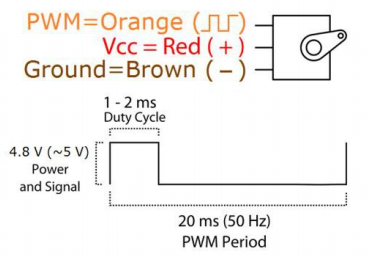 PWM=Orange (⎍⎍)
Vcc = Red ( + )
Ground=Brown ( − )
1 - 2 ms
Duty Cycle
4.8 V (~5 V)
Power
and Signal
20 ms (50 Hz)
PWM Period